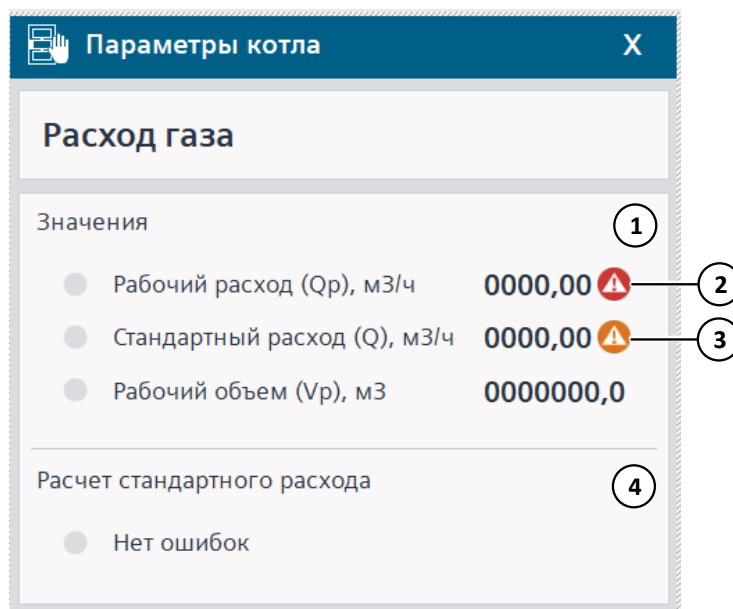 Параметры котла X
Расход газа
Значения 1
Рабочий расход (Qp), м3/ч 0000,00 2
Стандартный расход (Q), м3/ч 0000,00 3
Рабочий объем (Vp), м3 0000000,0
Расчет стандартного расхода 4
Нет ошибок